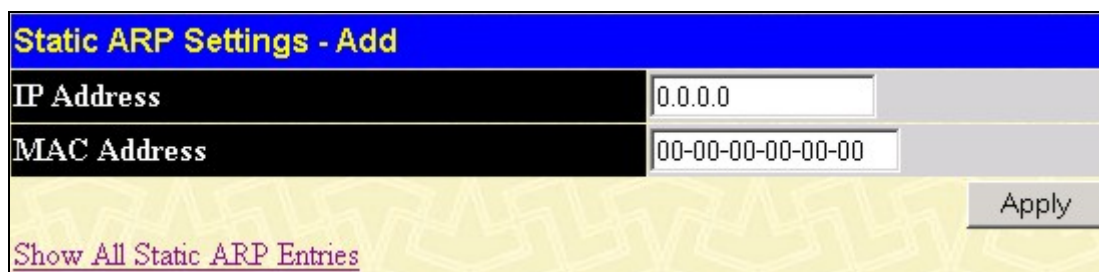 Static ARP Settings - Add
IP Address 0.0.0.0
MAC Address 00-00-00-00-00-00
Apply
Show All Static ARP Entries